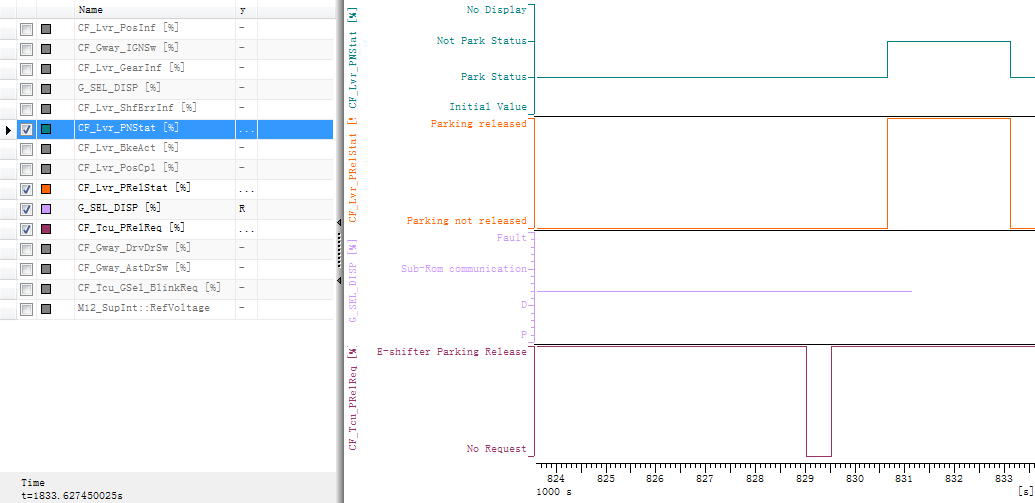 Name y
CF_Lvr_PosInf [%] -
CF_Gway_IGNSw [%] -
CF_Lvr_GearInf [%] -
G_SEL_DISP [%] -
CF_Lvr_ShfErrInf [%] -
CF_Lvr_PNStat [%] ...
CF_Lvr_BkeAct [%] -
CF_Lvr_PosCpl [%] -
CF_Lvr_PRelStat [%] ...
G_SEL_DISP [%] R
CF_Tcu_PRelReq [%] ...
CF_Gway_DrvDrSw [%] -
CF_Gway_AstDrSw [%] -
CF_Tcu_GSel_BlinkReq [%] -
M12_SupInt::RefVoltage -
Time
t=1833.627450025s
CF_Lvr_PNStat [%]
No Display
Not Park Status
Park Status
Initial Value
CF_Lvr_PRelStat [%
Parking released
Parking not released
G_SEL_DISP [%]
Fault
Sub-Rom communication
D
P
CF_Tcu_PRelReq [%
E-shifter Parking Release
No Request
824 825 826 827 828 829 830 831 832 833
1000 s [s]